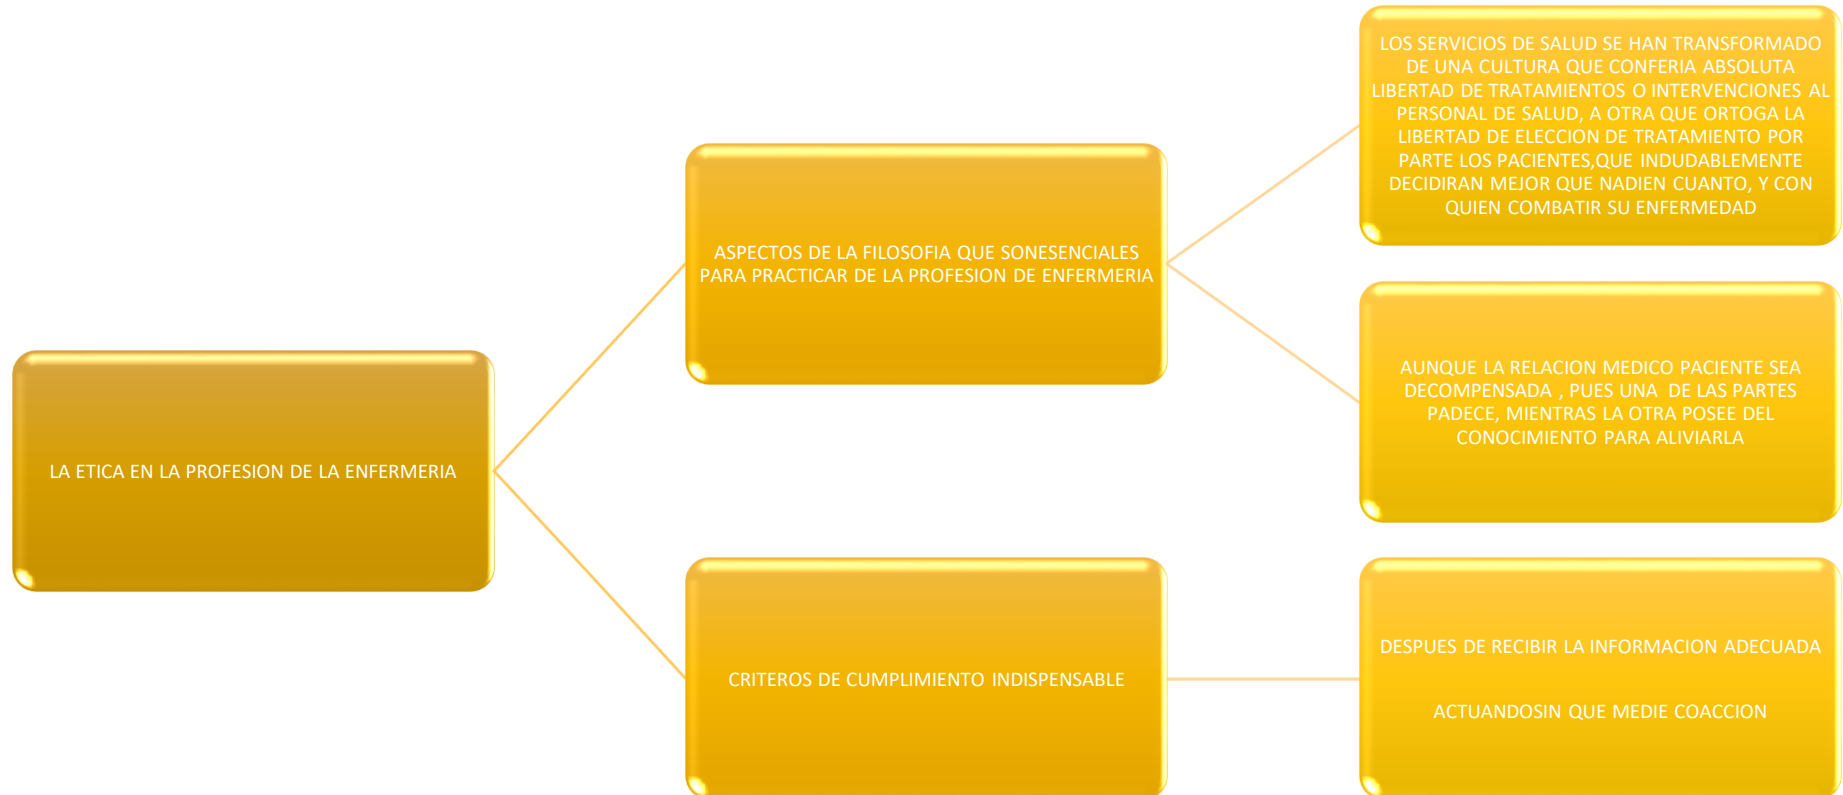 LA ETICA EN LA PROFESION DE LA ENFERMERIA
ASPECTOS DE LA FILOSOFIA QUE SONESENCIALES
PARA PRACTICAR DE LA PROFESION DE ENFERMERIA
LOS SERVICIOS DE SALUD SE HAN TRANSFORMADO
DE UNA CULTURA QUE CONFERIA ABSOLUTA
LIBERTAD DE TRATAMIENTOS O INTERVENCIONES AL
PERSONAL DE SALUD, A OTRA QUE ORTOGA LA
LIBERTAD DE ELECCION DE TRATAMIENTO POR
PARTE LOS PACIENTES,QUE INDUDABLEMENTE
DECIDIRAN MEJOR QUE NADIEN CUANTO, Y CON
QUIEN COMBATIR SU ENFERMEDAD
AUNQUE LA RELACION MEDICO PACIENTE SEA
DECOMPENSADA , PUES UNA DE LAS PARTES
PADECE, MIENTRAS LA OTRA POSEE DEL
CONOCIMIENTO PARA ALIVIARLA
CRITEROS DE CUMPLIMIENTO INDISPENSABLE
DESPUES DE RECIBIR LA INFORMACION ADECUADA
ACTUANDOSIN QUE MEDIE COACCION